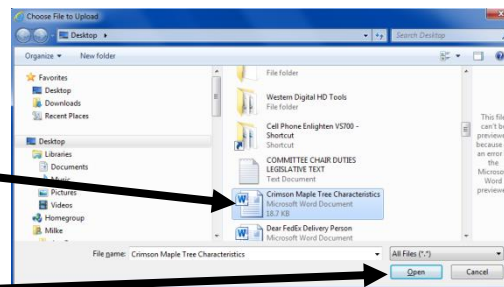 Choose File to Upload
Desktop
Search Desktop
Organize
New folder
Favorites
Desktop
Downloads
Recent Places
Desktop
Libraries
Documents
Music
Pictures
Videos
Homegroup
Milke
File folder
Western Digital HD Tools
File folder
Cell Phone Enlighten VS700 -
Shortcut
Shortcut
COMMITTEE CHAIR DUTIES
LEGISLATIVE TEXT
Text Document
Crimson Maple Tree Characteristics
Microsoft Word Document
18.7 KB
Dear FedEx Delivery Person
Microsoft Word Document
This file
can't be
previewe
because
an error
the
Microso
Word
previewe
File name: Crimson Maple Tree Characteristics
All Files (*.*)
Open
Cancel